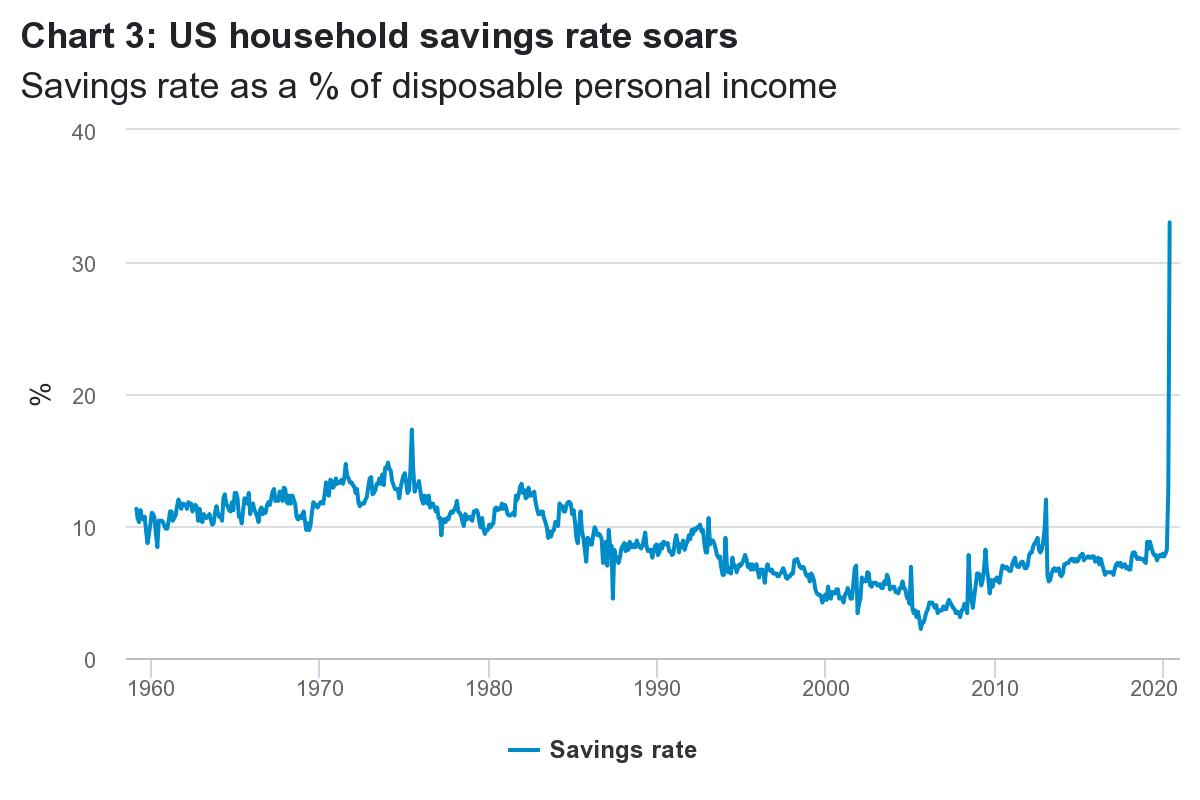 Chart 3: US household savings rate soars
Savings rate as a % of disposable personal income
40
30
20
10
0
%
1960 1970 1980 1990 2000 2010 2020
Savings rate